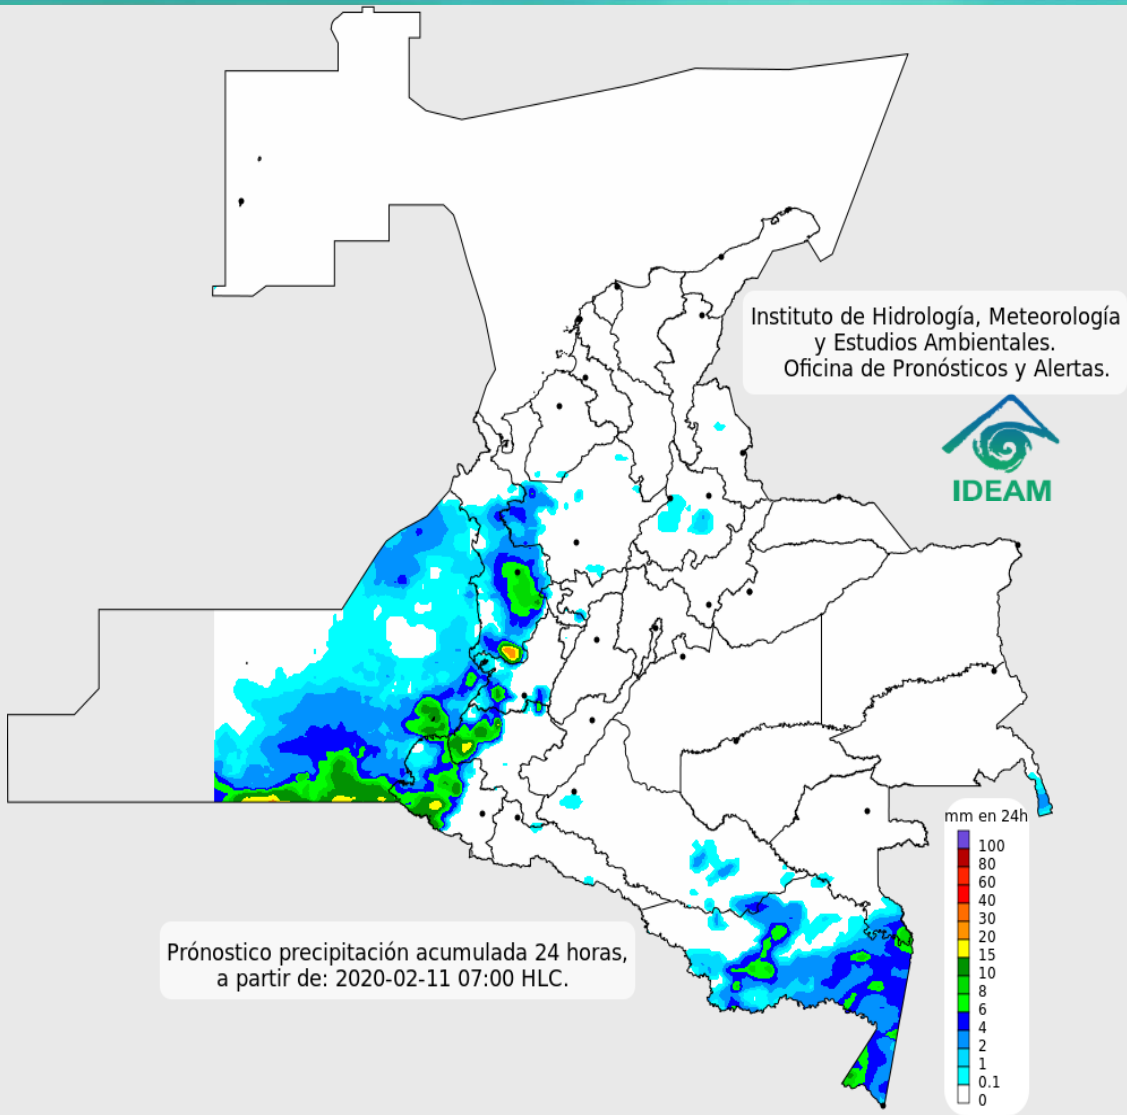 Instituto de Hidrología, Meteorología
y Estudios Ambientales.
Oficina de Pronósticos y Alertas.
IDEAM
mm en 24h
100
80
60
40
30
20
15
10
8
6
4
2
1
0.1
0
Prónostico precipitación acumulada 24 horas,
a partir de: 2020-02-11 07:00 HLC.